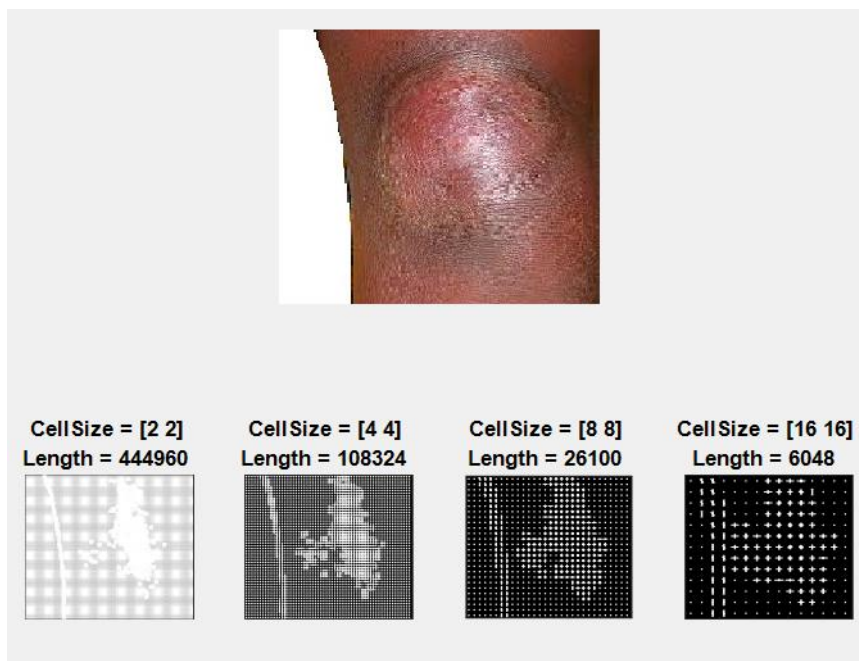 CellSize = [2 2]
Length = 444960
CellSize = [4 4]
Length = 108324
CellSize = [8 8]
Length = 26100
CellSize = [16 16]
Length = 6048